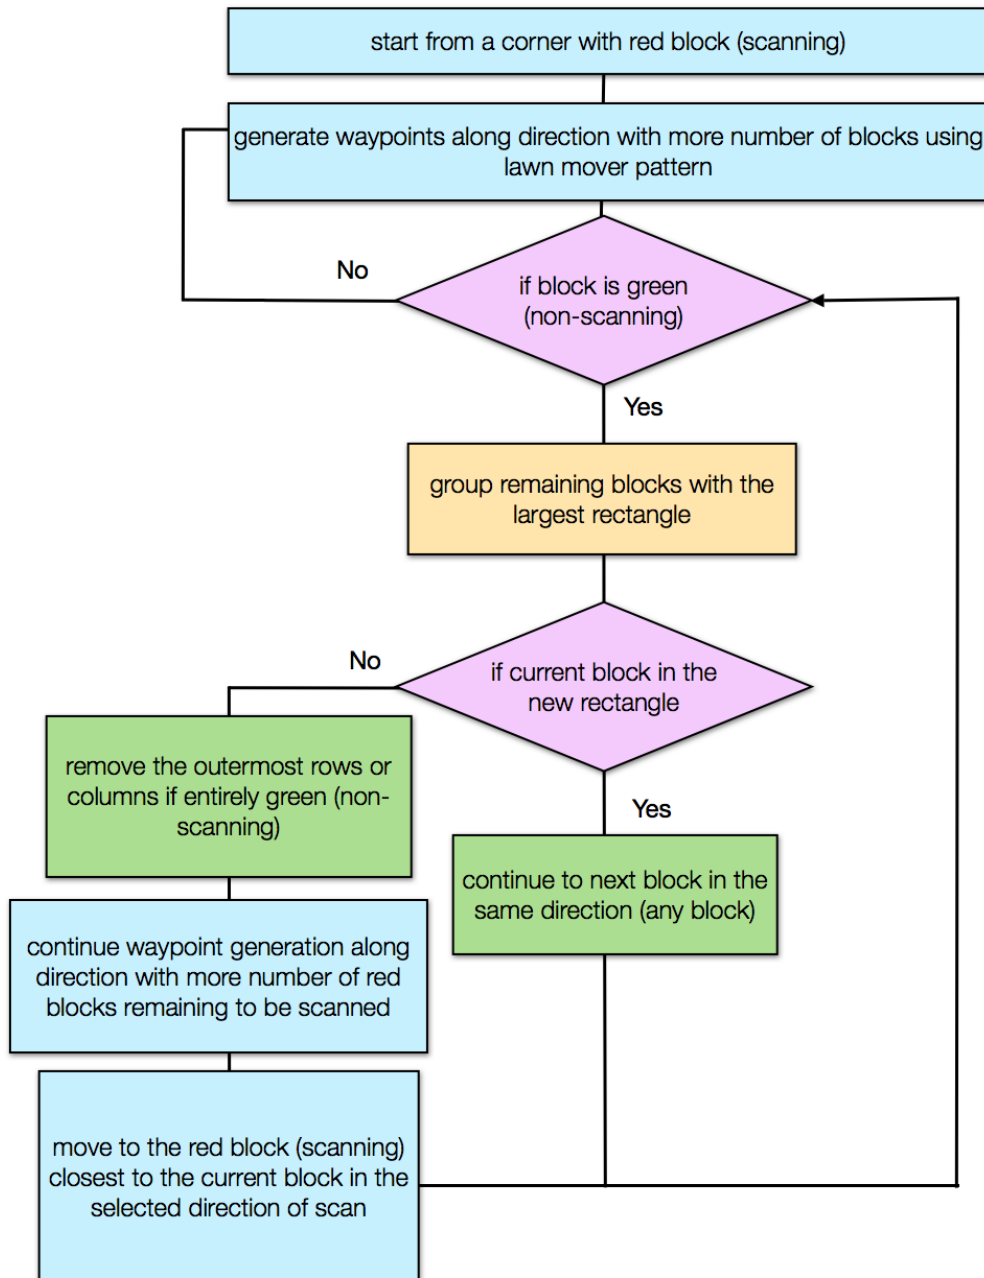 start from a corner with red block (scanning)
generate waypoints along direction with more number of blocks using
lawn mover pattern
No
if block is green
(non-scanning)
Yes
group remaining blocks with the
largest rectangle
No
if current block in the
new rectangle
remove the outermost rows or
columns if entirely green (non-
scanning)
Yes
continue to next block in the
same direction (any block)
continue waypoint generation along
direction with more number of red
blocks remaining to be scanned
move to the red block (scanning)
closest to the current block in the
selected direction of scan